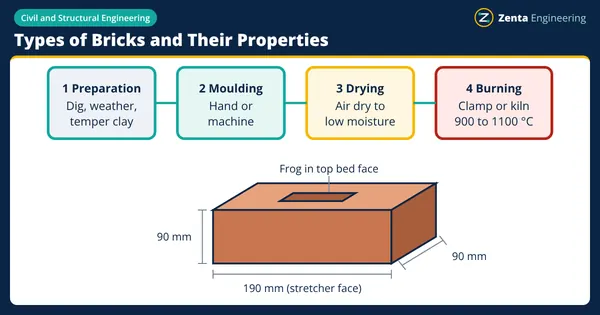 Civil and Structural Engineering
Zenta Engineering
Types of Bricks and Their Properties
1 Preparation
Dig, weather,
temper clay
2 Moulding
Hand or
machine
3 Drying
Air dry to
low moisture
4 Burning
Clamp or kiln
900 to 1100 °C
Frog in top bed face
90 mm
90 mm
190 mm (stretcher face)